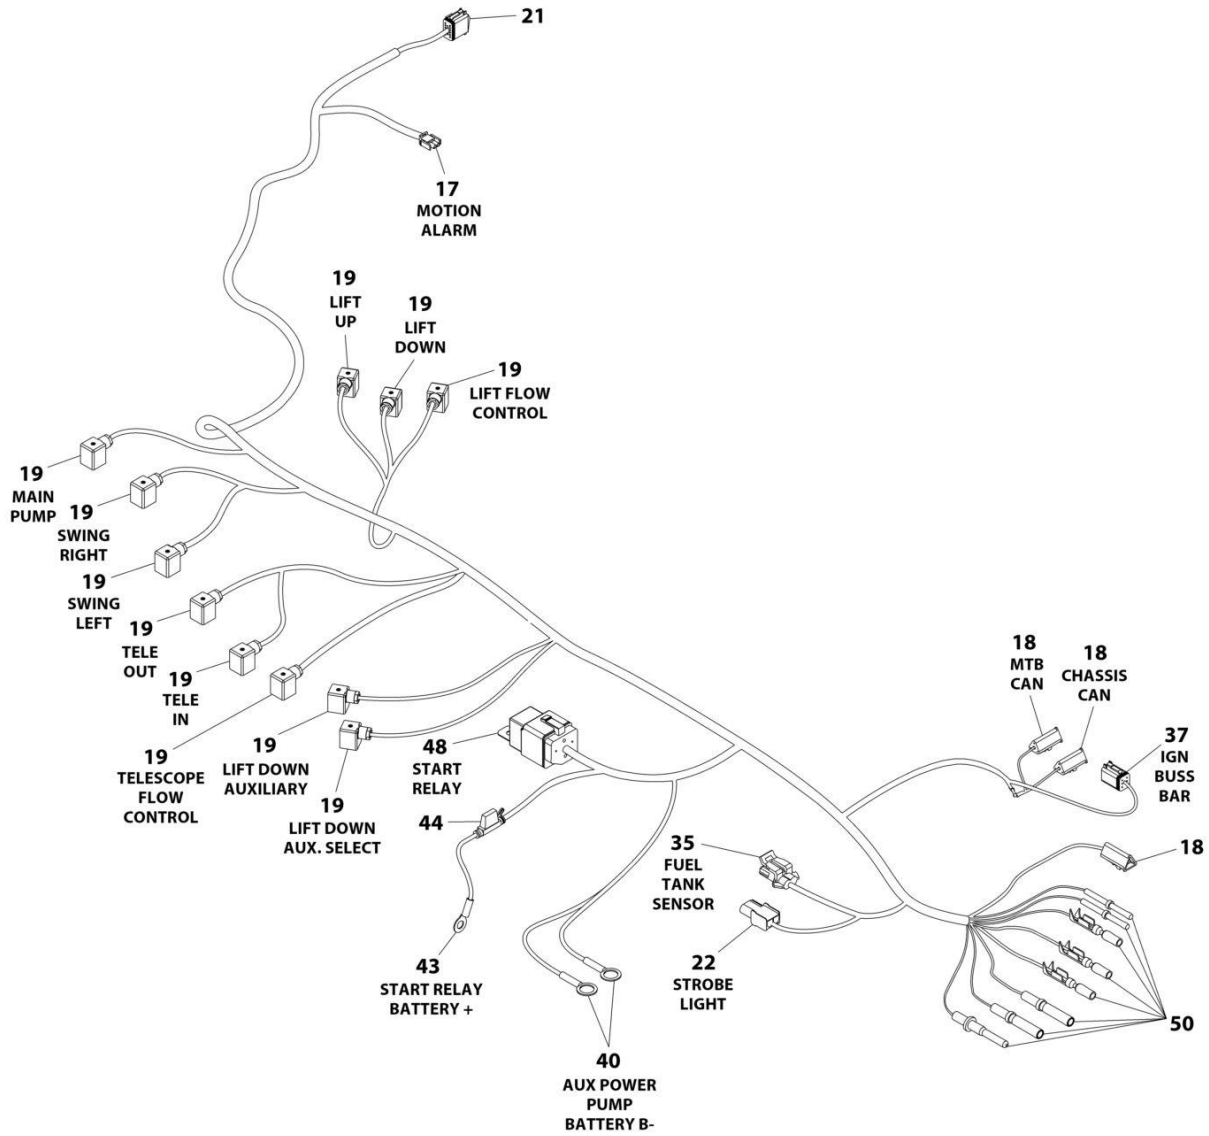 21
17
MOTION
ALARM
19
LIFT
UP
19
LIFT
DOWN
19
LIFT FLOW
CONTROL
19
MAIN
PUMP
19
SWING
RIGHT
19
SWING
LEFT
19
TELE
OUT
19
TELE
IN
19
TELESCOPE
FLOW
CONTROL
19
LIFT DOWN
AUXILIARY
19
LIFT DOWN
AUX. SELECT
48
START
RELAY
44
43
START RELAY
BATTERY +
40
AUX POWER
PUMP
BATTERY B-
35
FUEL
TANK
SENSOR
22
STROBE
LIGHT
18
MTB
CAN
18
CHASSIS
CAN
37
IGN
BUSS
BAR
18
50